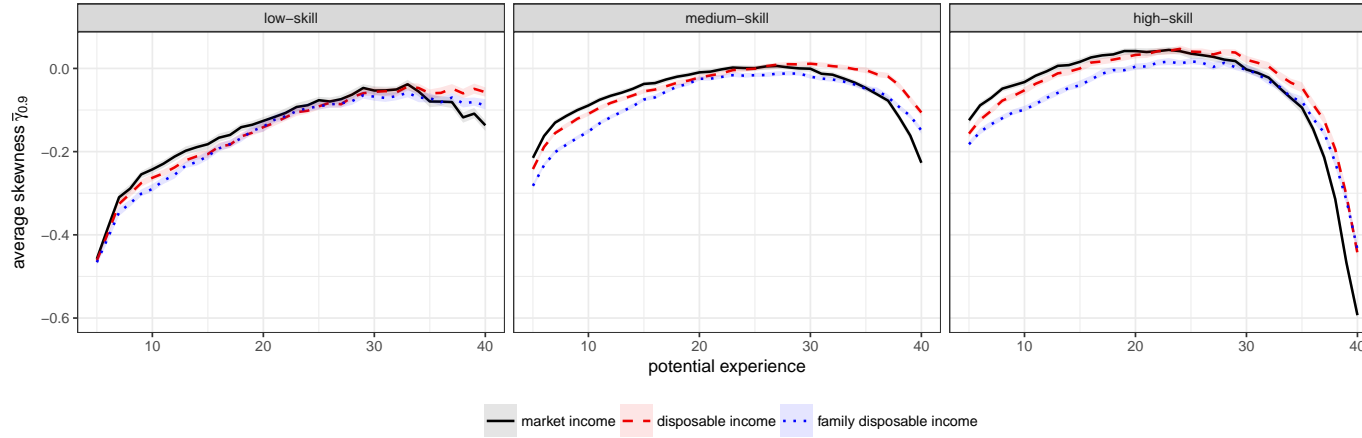 low−skill
medium−skill
high−skill
average skewness γ̄0.9
0.0
−0.2
−0.4
−0.6
10 20 30 40
10 20 30 40
10 20 30 40
potential experience
market income disposable income family disposable income